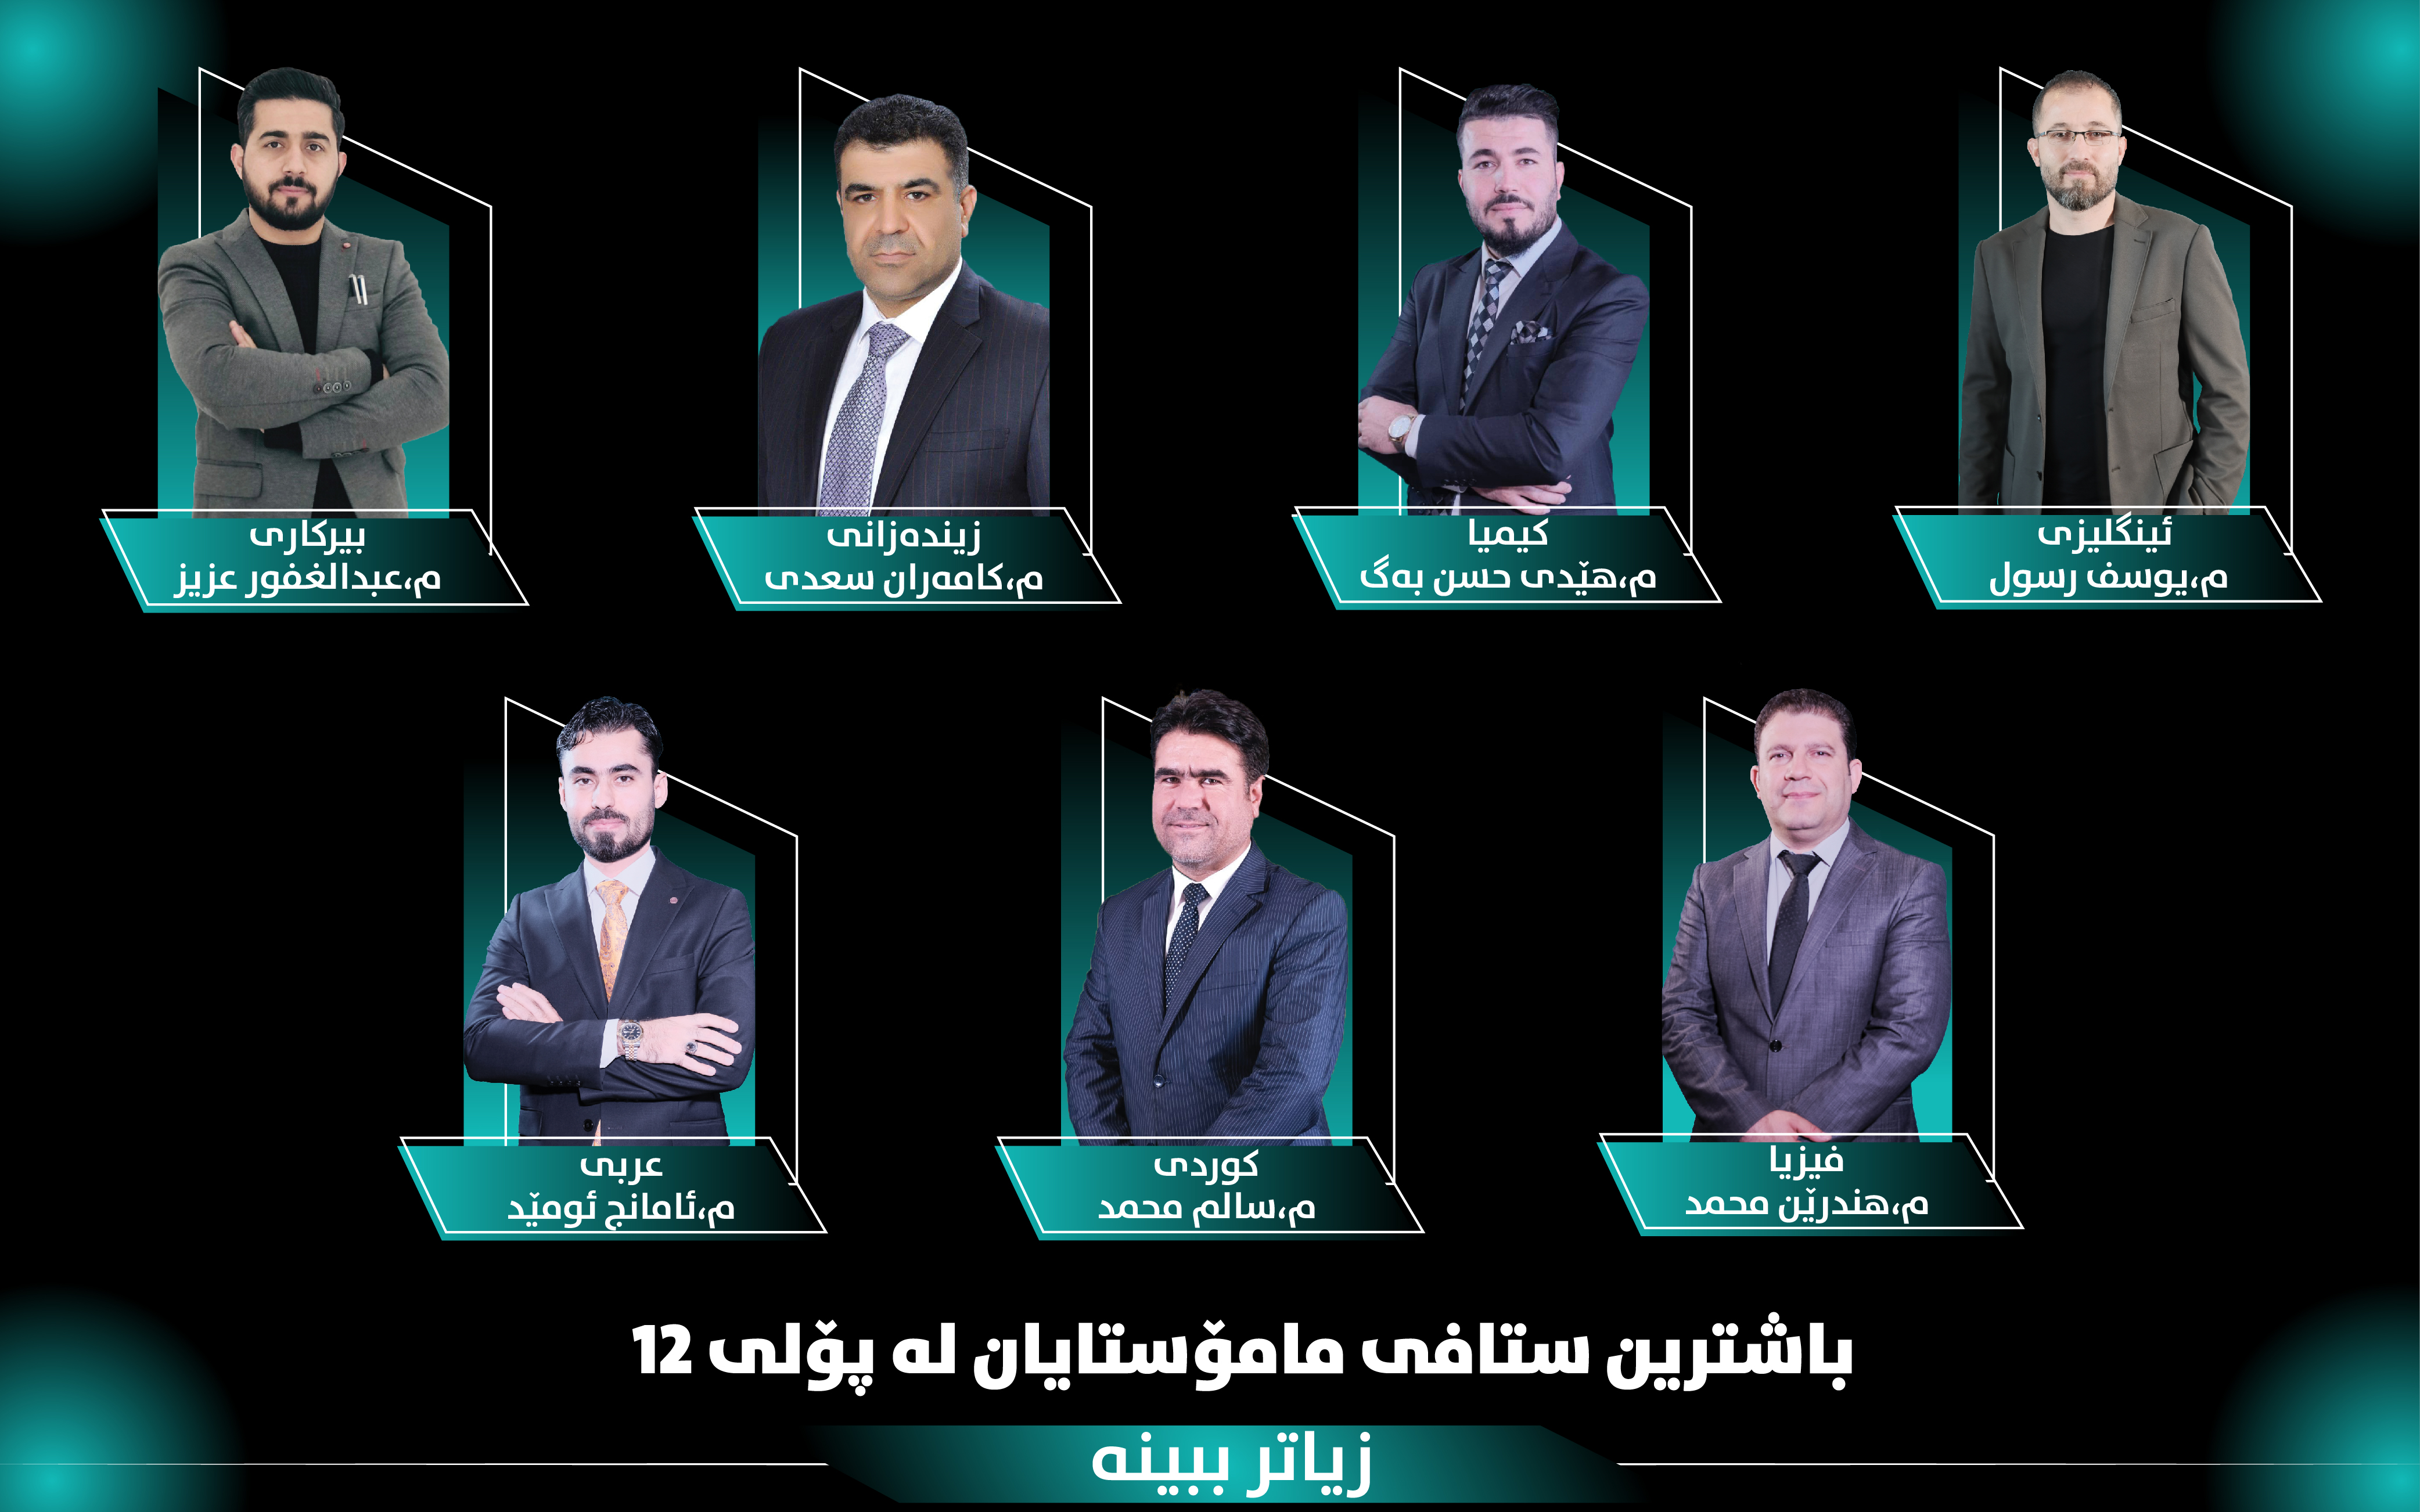 ئینگلیزی
م،یوسف رسول
کیمیا
م،هێدی حسن بەگ
زیندەزانی
م،کامەران سعدی
بیرکاری
م،عبدالغفور عزیز
فیزیا
م،هندرێن محمد
کوردی
م،سالم محمد
عربی
م،ئامانج ئومێد
باشترین ستافی مامۆستایان لە پۆلی 12
زیاتر ببینە